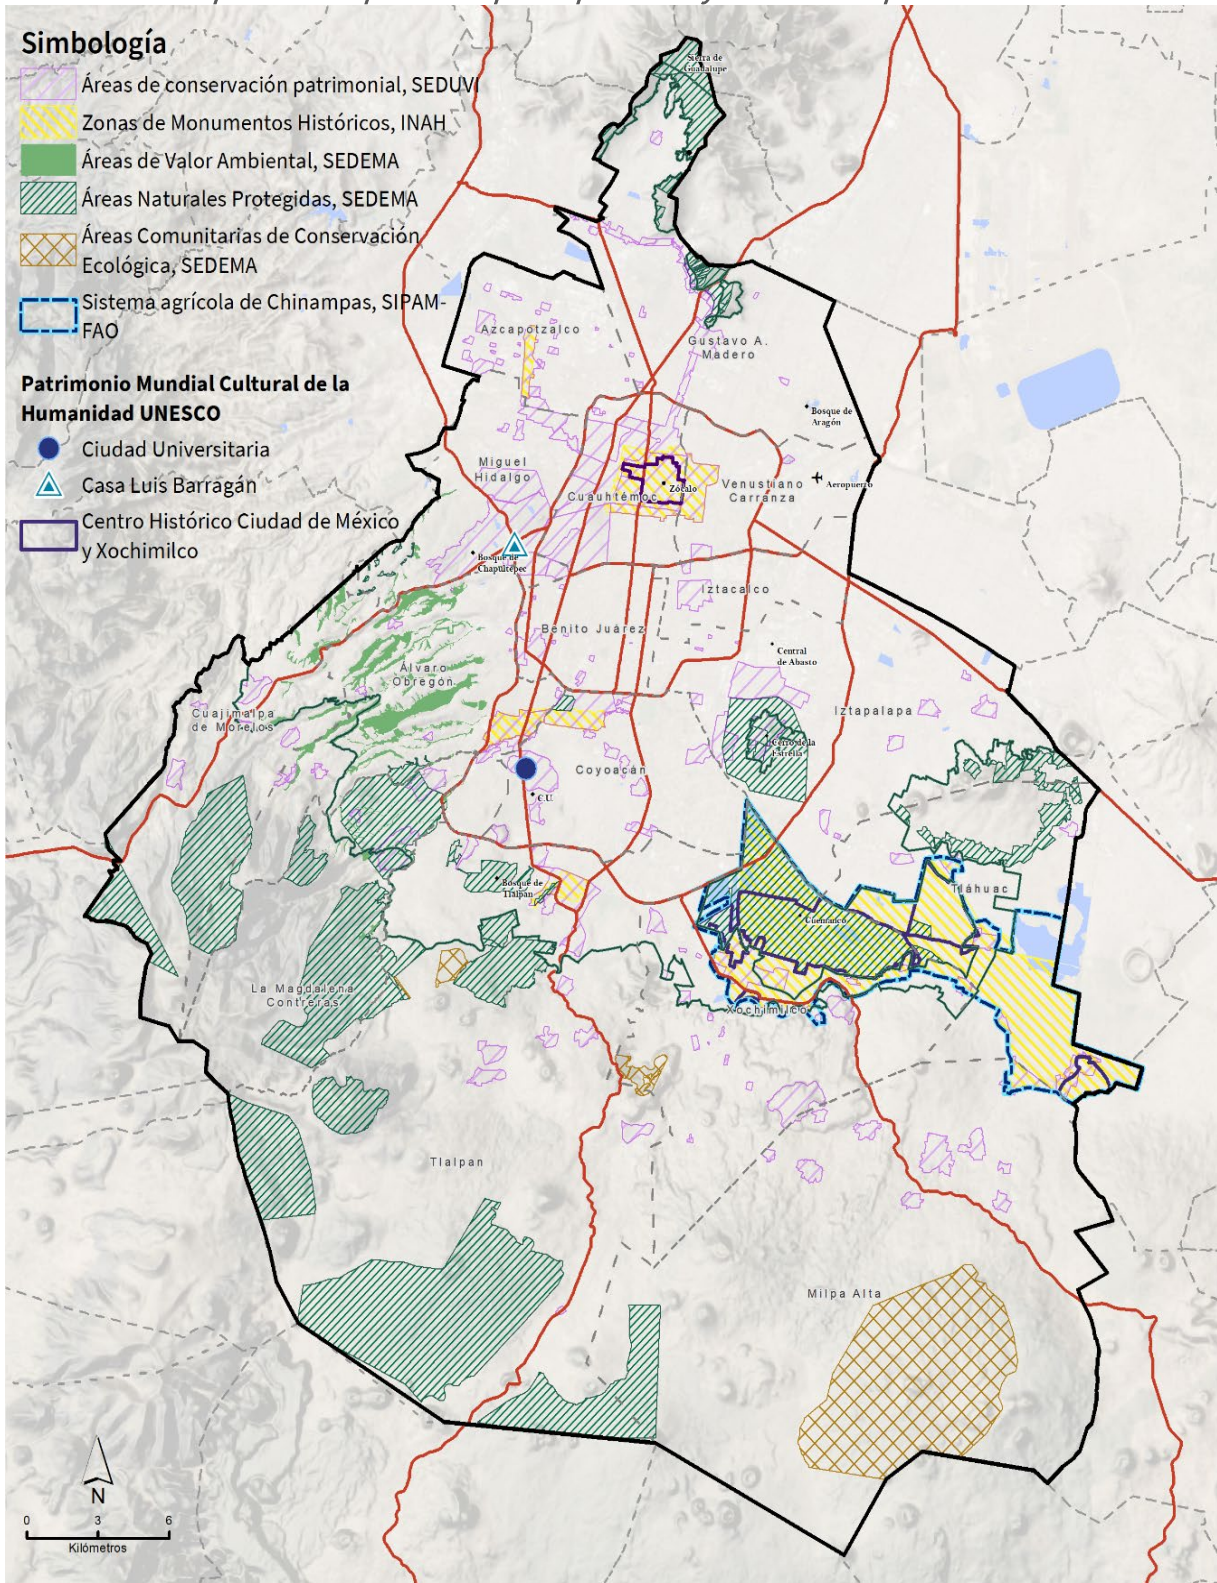 Simbología
Áreas de conservación patrimonial, SEDUVI
Zonas de Monumentos Históricos, INAH
Áreas de Valor Ambiental, SEDEMA
Áreas Naturales Protegidas, SEDEMA
Áreas Comunitarias de Conservación
Ecológica, SEDEMA
Sistema agrícola de Chinampas, SIPAM-
FAO
Patrimonio Mundial Cultural de la
Humanidad UNESCO
Ciudad Universitaria
Casa Luis Barragán
Centro Histórico Ciudad de México
y Xochimilco
Sierra de
Guadalupe
Azcapotzalco
Gustavo A.
Madero
Bosque de
Aragón
Miguel
Hidalgo
Cuauhtémoc
Zócalo
Venustiano
Carranza
Aeropuerto
Bosque de
Chapultepec
Iztacalco
Benito Juárez
Central
de Abasto
Álvaro
Obregón
Cuajimalpa
de Morelos
Iztapalapa
Cerro de la
Estrella
Coyoacán
C.U.
Bosque de
Tlalpan
Tláhuac
Cuemanco
La Magdalena
Contreras
Xochimilco
Tlalpan
Milpa Alta
N
0 3 6
Kilómetros